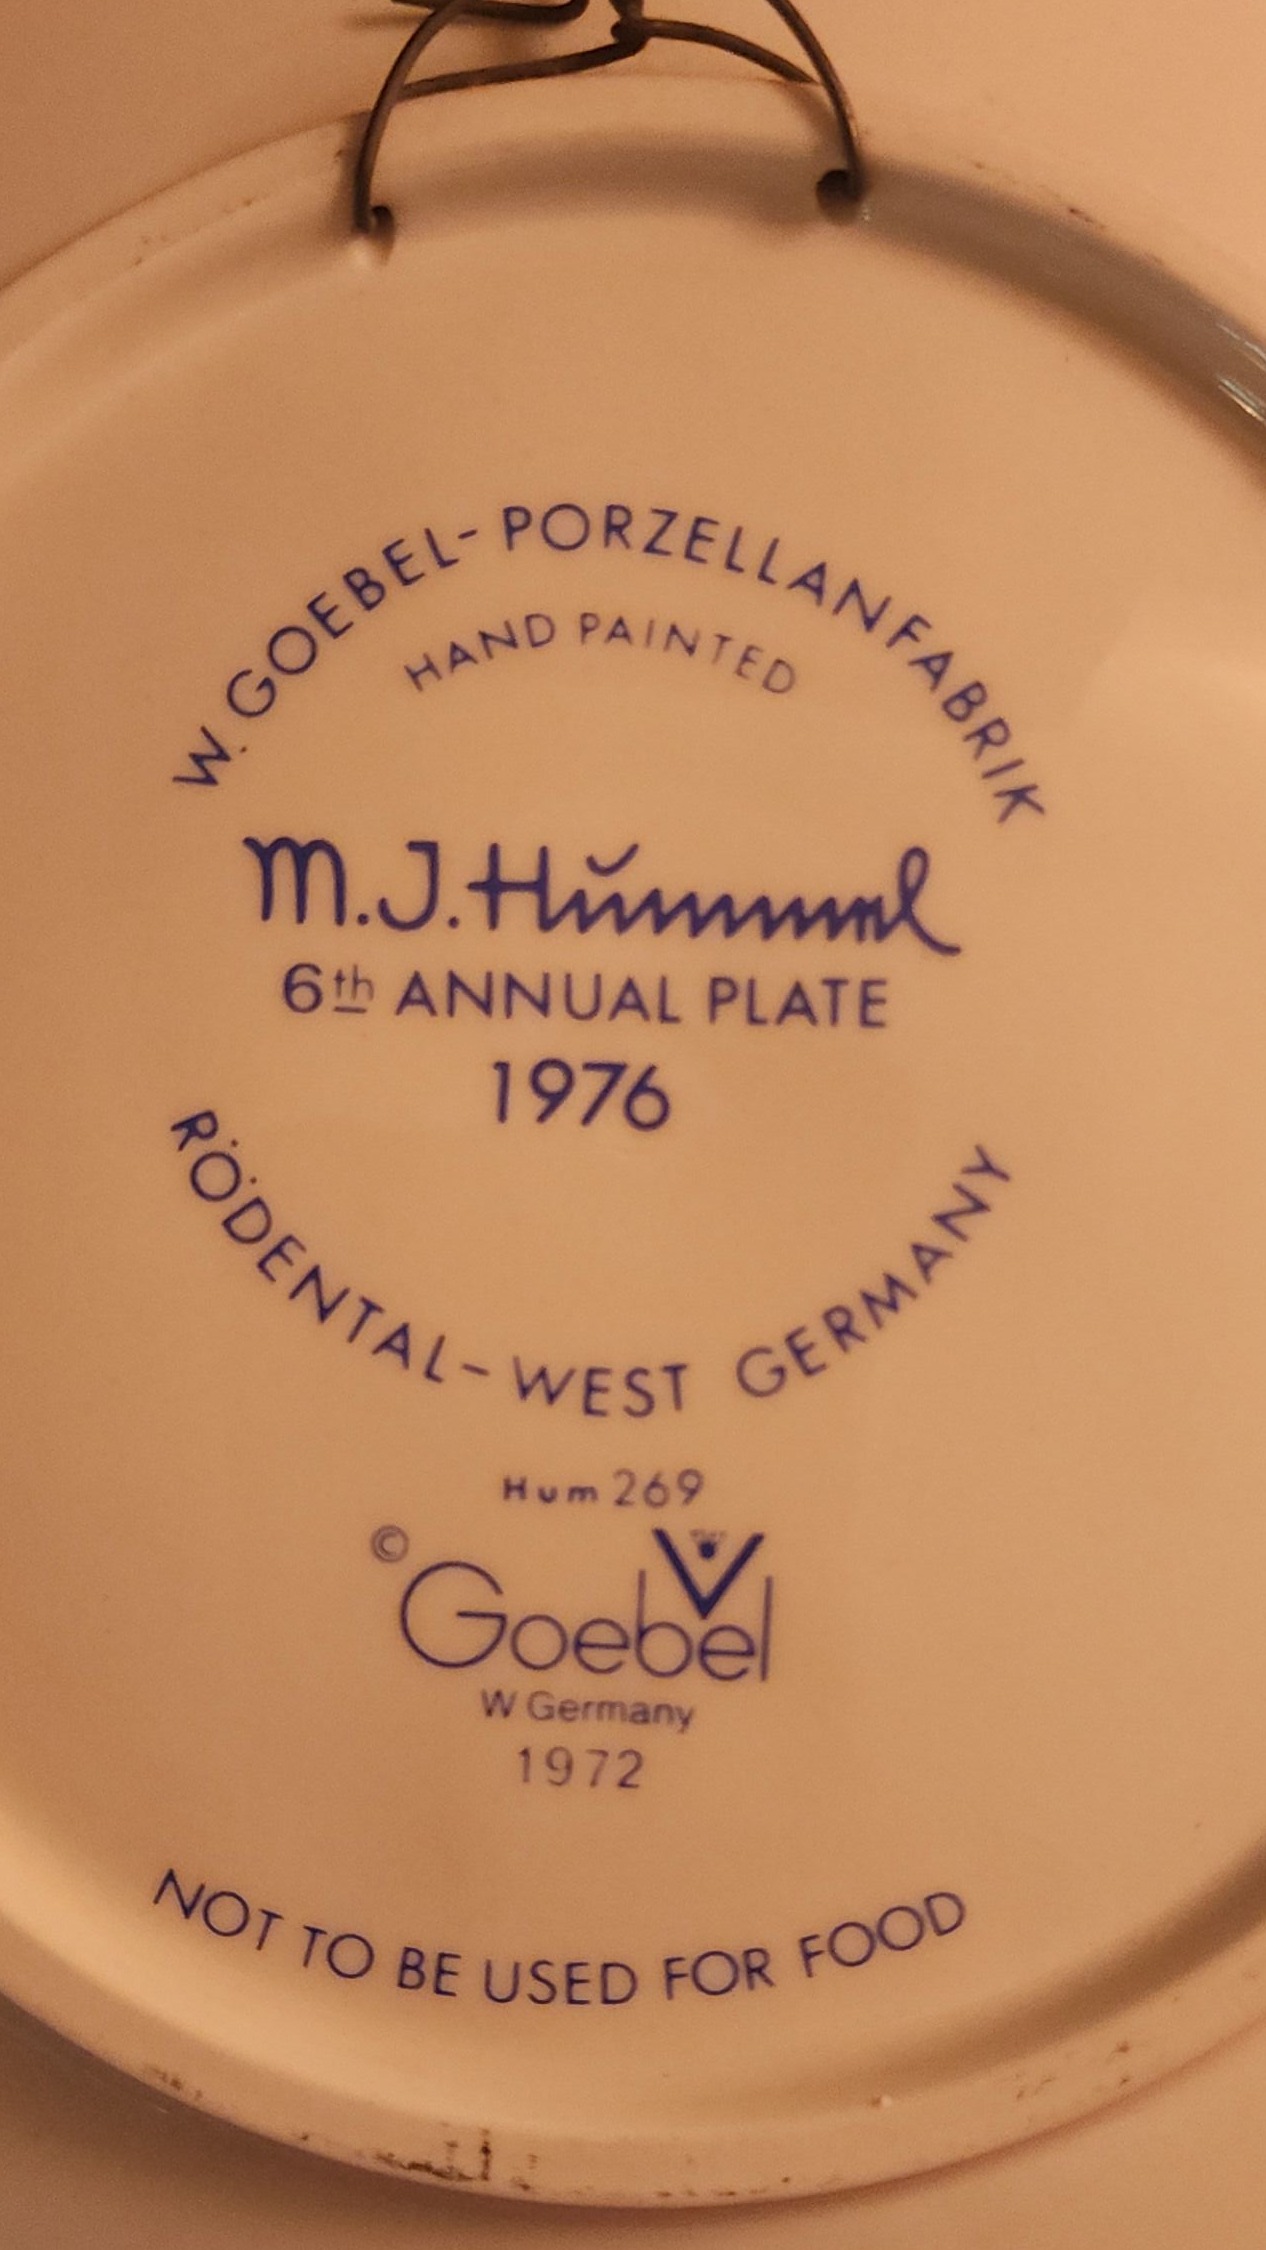 W. GOEBEL-PORZELLANFABRIK
HAND PAINTED
M.J. Hŭmmel
6th ANNUAL PLATE
1976
RÖDENTAL-WEST GERMANY
Hum 269
© Goebel
W Germany
1972
NOT TO BE USED FOR FOOD